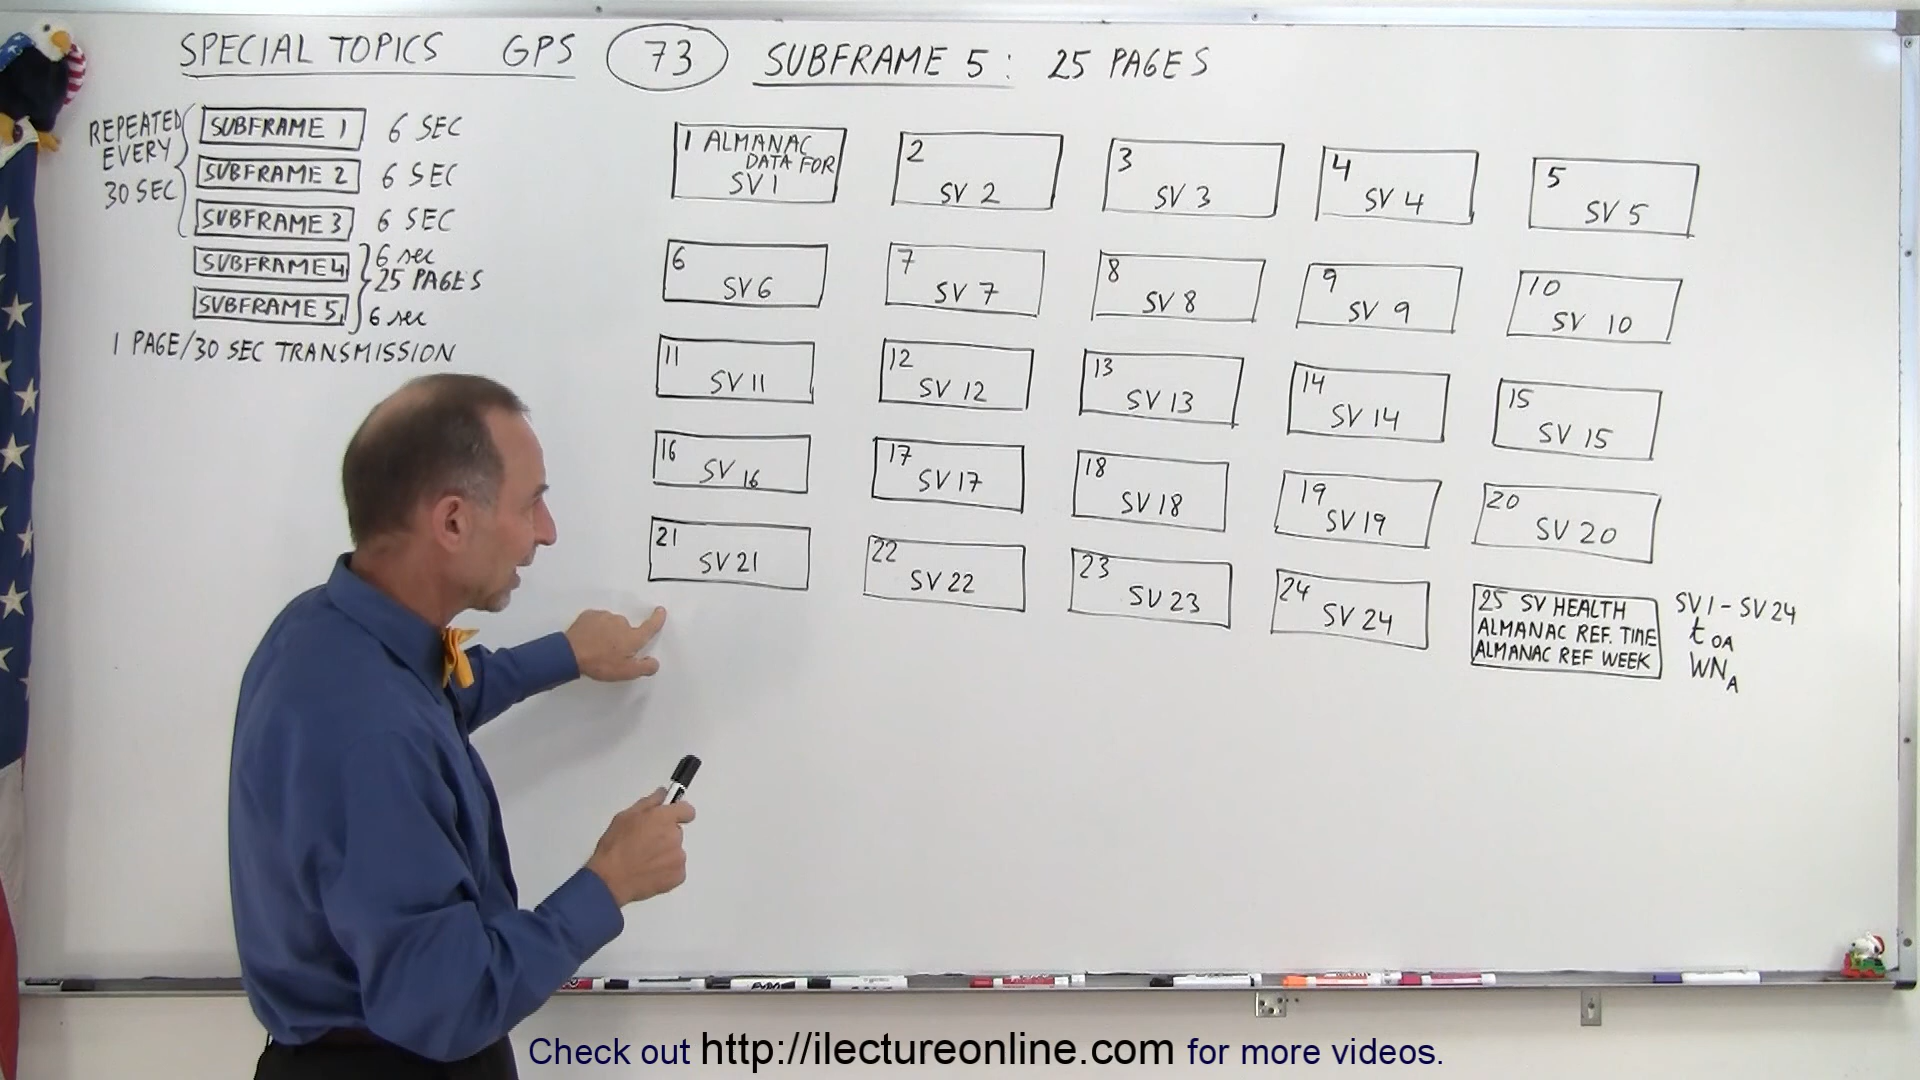 SPECIAL TOPICS GPS 73 SUBFRAME 5: 25 PAGES
REPEATED
EVERY
30 SEC
SUBFRAME 1 6 SEC
SUBFRAME 2 6 SEC
SUBFRAME 3 6 SEC
SUBFRAME 4 6 sec
25 PAGES
SUBFRAME 5 6 sec
1 PAGE/30 SEC TRANSMISSION
1 ALMANAC
DATA FOR
SV 1
2
SV 2
3
SV 3
4
SV 4
5
SV 5
6
SV 6
7
SV 7
8
SV 8
9
SV 9
10
SV 10
11
SV 11
12
SV 12
13
SV 13
14
SV 14
15
SV 15
16
SV 16
17
SV 17
18
SV 18
19
SV 19
20
SV 20
21
SV 21
22
SV 22
23
SV 23
24
SV 24
25 SV HEALTH SV 1 - SV 24
ALMANAC REF. TIME tOA
ALMANAC REF WEEK WNA
Check out http://ilectureonline.com for more videos.